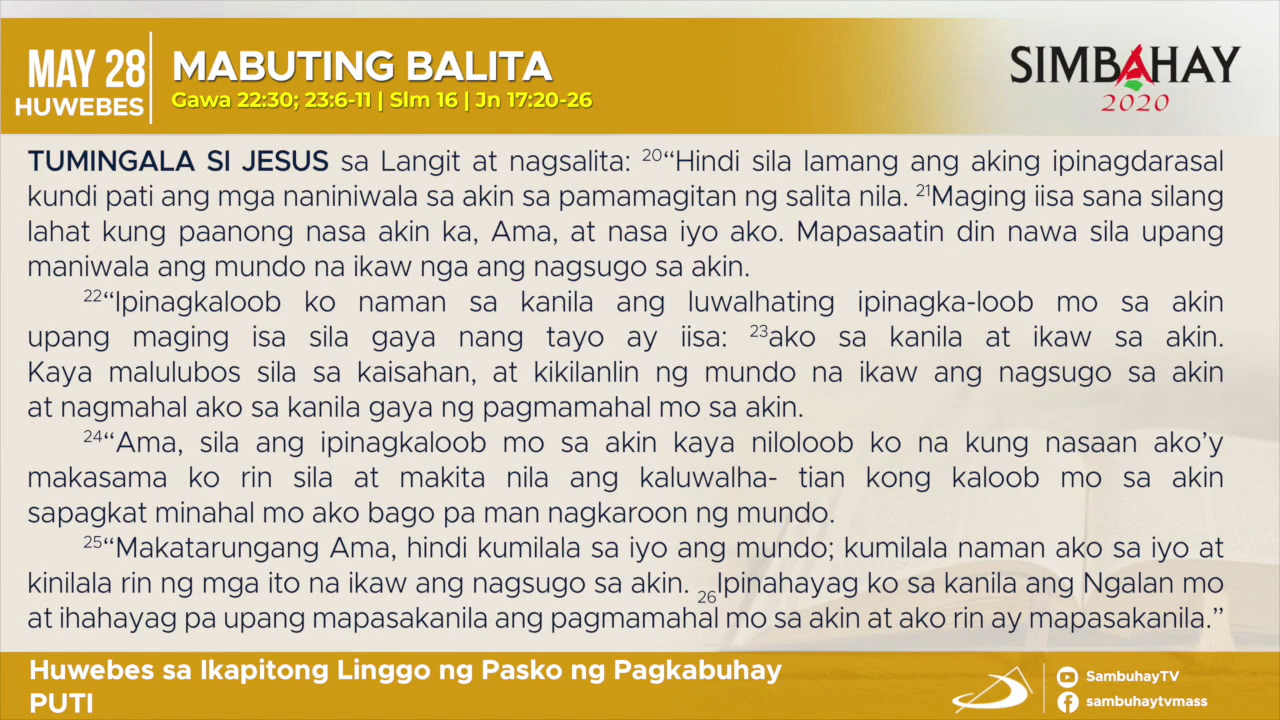 MAY 28
HUWEBES
MABUTING BALITA
Gawa 22:30; 23:6-11 | Slm 16 | Jn 17:20-26
SIMBAHAY
2020
TUMINGALA SI JESUS sa Langit at nagsalita: 20“Hindi sila lamang ang aking ipinagdarasal
kundi pati ang mga naniniwala sa akin sa pamamagitan ng salita nila. 21Maging iisa sana silang
lahat kung paanong nasa akin ka, Ama, at nasa iyo ako. Mapasaatin din nawa sila upang
maniwala ang mundo na ikaw nga ang nagsugo sa akin.
22“Ipinagkaloob ko naman sa kanila ang luwalhating ipinagka-loob mo sa akin
upang maging isa sila gaya nang tayo ay iisa: 23ako sa kanila at ikaw sa akin.
Kaya malulubos sila sa kaisahan, at kikilanlin ng mundo na ikaw ang nagsugo sa akin
at nagmahal ako sa kanila gaya ng pagmamahal mo sa akin.
24“Ama, sila ang ipinagkaloob mo sa akin kaya niloloob ko na kung nasaan ako’y
makasama ko rin sila at makita nila ang kaluwalha- tian kong kaloob mo sa akin
sapagkat minahal mo ako bago pa man nagkaroon ng mundo.
25“Makatarungang Ama, hindi kumilala sa iyo ang mundo; kumilala naman ako sa iyo at
kinilala rin ng mga ito na ikaw ang nagsugo sa akin. 26Ipinahayag ko sa kanila ang Ngalan mo
at ihahayag pa upang mapasakanila ang pagmamahal mo sa akin at ako rin ay mapasakanila.”
Huwebes sa Ikapitong Linggo ng Pasko ng Pagkabuhay
PUTI
SambuhayTV
sambuhaytvmass